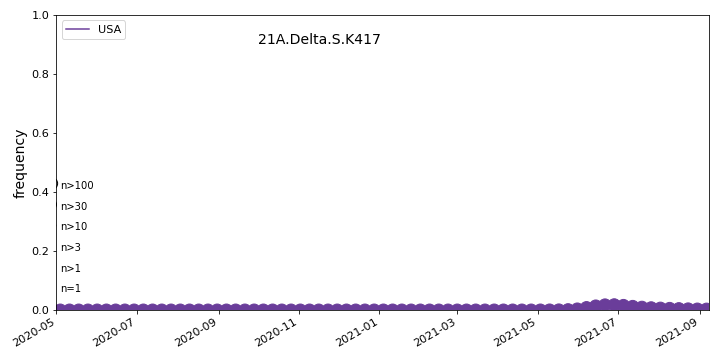 1.0
USA
21A.Delta.S.K417
0.8
0.6
frequency
0.4
n>100
n>30
n>10
0.2
n>3
n>1
n=1
0.0
2020-05
2020-07
2020-09
2020-11
2021-01
2021-03
2021-05
2021-07
2021-09